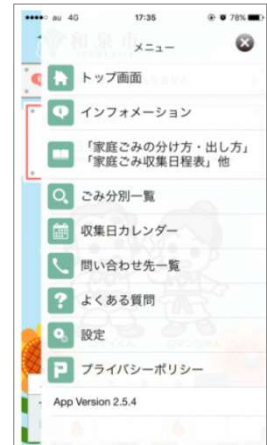 au 4G 17:35 78%
メニュー
トップ画面
インフォメーション
「家庭ごみの分け方・出し方」
「家庭ごみ収集日程表」他
ごみ分別一覧
収集日カレンダー
問い合わせ先一覧
よくある質問
設定
プライバシーポリシー
App Version 2.5.4